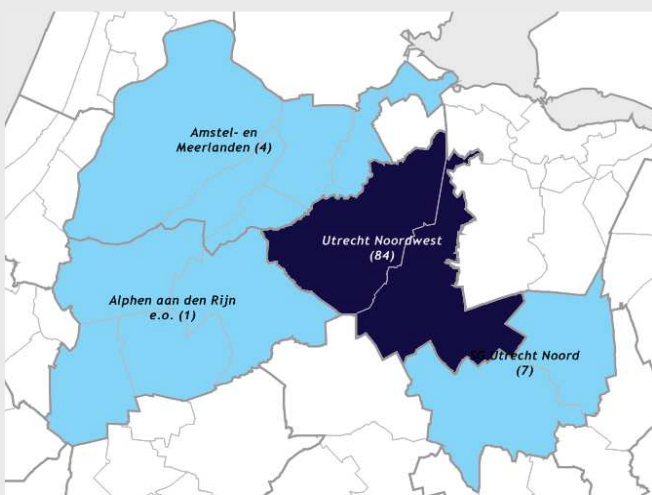 Amstel- en
Meerlanden (4)
Utrecht Noordwest
(84)
Alphen aan den Rijn
e.o. (1)
Utrecht Noord
(7)